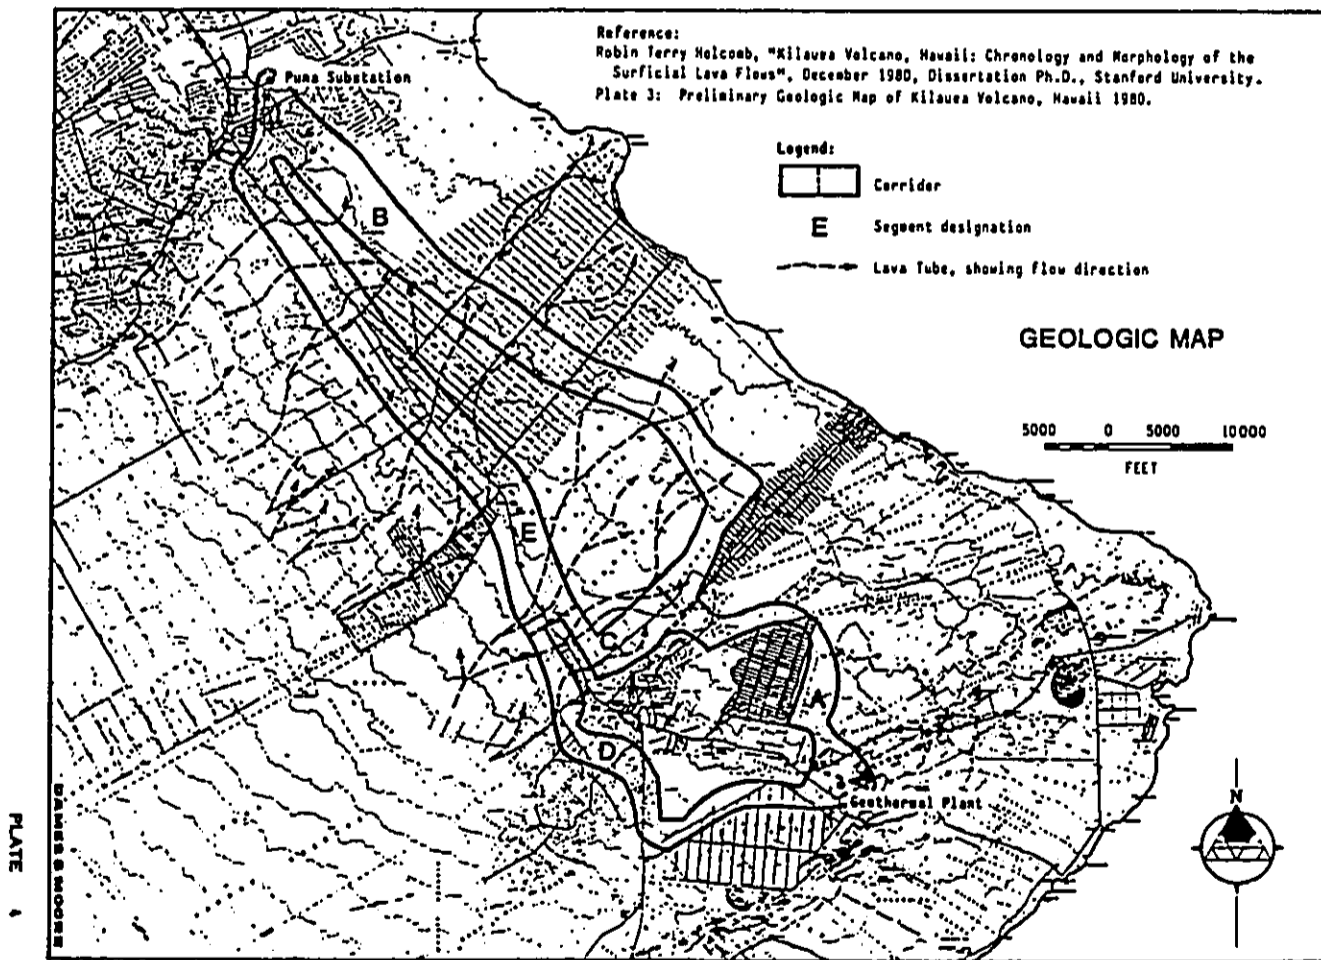 Reference:
Robin Terry Holcomb, "Kilauea Volcano, Hawaii: Chronology and Morphology of the
Surficial Lava Flows", December 1980, Dissertation Ph.D., Stanford University.
Plate 3: Preliminary Geologic Map of Kilauea Volcano, Hawaii 1980.
Puna Substation
Legend:
Corridor
E Segment designation
Lava Tube, showing flow direction
B
GEOLOGIC MAP
5000 0 5000 10000
FEET
E
C
A
D
Geothermal Plant
N
DAMES & MOORE
PLATE 4